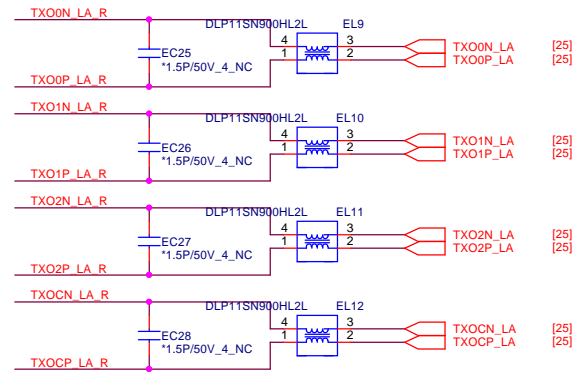 TXO0N_LA_R
DLP11SN900HL2L EL9
4 3 TXO0N_LA [25]
EC25 1 2 TXO0P_LA [25]
*1.5P/50V_4_NC
TXO0P_LA_R
TXO1N_LA_R
DLP11SN900HL2L EL10
4 3 TXO1N_LA [25]
EC26 1 2 TXO1P_LA [25]
*1.5P/50V_4_NC
TXO1P_LA_R
TXO2N_LA_R
DLP11SN900HL2L EL11
4 3 TXO2N_LA [25]
EC27 1 2 TXO2P_LA [25]
*1.5P/50V_4_NC
TXO2P_LA_R
TXOCN_LA_R
DLP11SN900HL2L EL12
4 3 TXOCN_LA [25]
EC28 1 2 TXOCP_LA [25]
*1.5P/50V_4_NC
TXOCP_LA_R